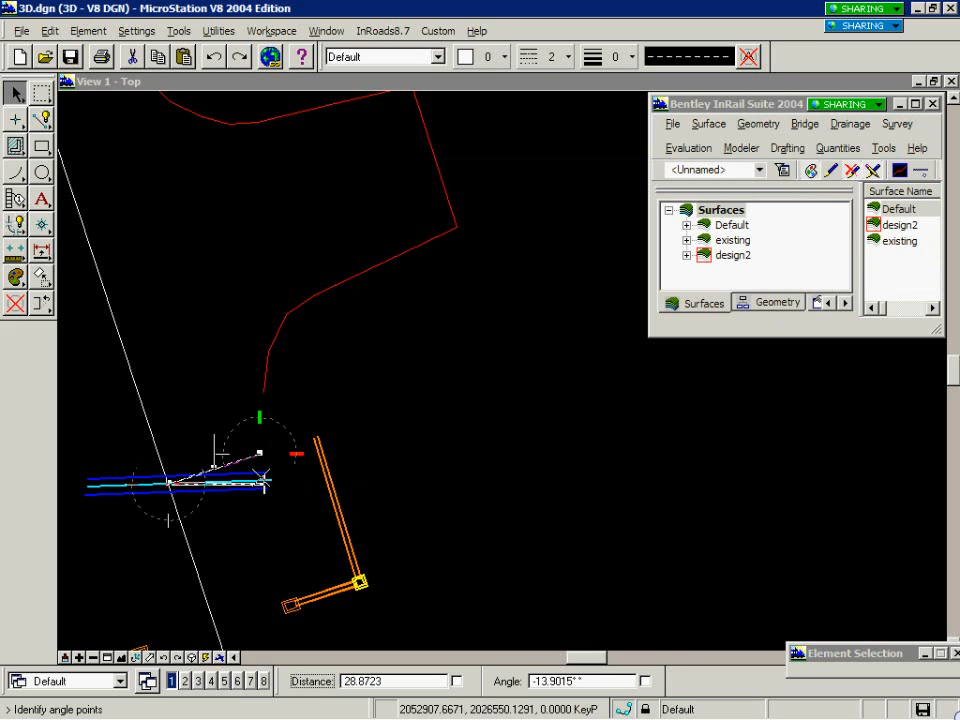 3D.dgn (3D - V8 DGN) - MicroStation V8 2004 Edition
SHARING
File Edit Element Settings Tools Utilities Workspace Window InRoads8.7 Custom Help
SHARING
Default 0 2 0
View 1 - Top
Bentley InRail Suite 2004 SHARING
File Surface Geometry Bridge Drainage Survey
Evaluation Modeler Drafting Quantities Tools Help
<Unnamed>
Surfaces
Default
existing
design2
Surface Name
Default
design2
existing
Surfaces Geometry
Element Selection
Default 1 2 3 4 5 6 7 8 Distance: 28.8723 Angle: -13.9015°°
> Identify angle points 2052907.6671, 2026550.1291, 0.0000 KeyP Default